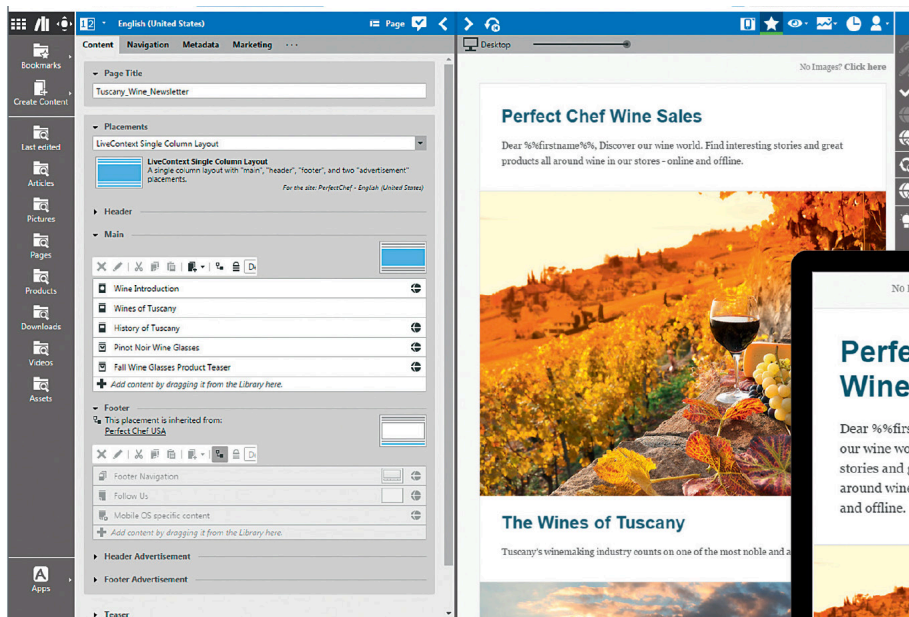 English (United States)
Page
Content Navigation Metadata Marketing ...
Bookmarks
Create Content
Last edited
Articles
Pictures
Pages
Products
Downloads
Videos
Assets
Apps
Page Title
Tuscany_Wine_Newsletter
Placements
LiveContext Single Column Layout
LiveContext Single Column Layout
A single column layout with "main", "header", "footer", and two "advertisement"
placements.
For the site: PerfectChef - English (United States)
Header
Main
Wine Introduction
Wines of Tuscany
History of Tuscany
Pinot Noir Wine Glasses
Fall Wine Glasses Product Teaser
Add content by dragging it from the Library here.
Footer
This placement is inherited from:
Perfect Chef USA
Footer Navigation
Follow Us
Mobile OS specific content
Add content by dragging it from the Library here.
Header Advertisement
Footer Advertisement
Teaser
Desktop
No Images? Click here
Perfect Chef Wine Sales
Dear %%firstname%%, Discover our wine world. Find interesting stories and great
products all around wine in our stores - online and offline.
The Wines of Tuscany
Tuscany's winemaking industry counts on one of the most noble and a
No
Perfe
Wine
Dear %%firs
our wine wo
stories and
around wine
and offline.